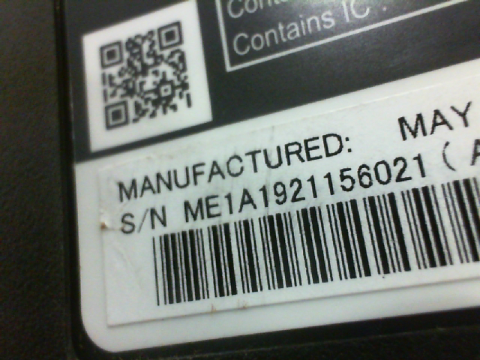 Contains IC
MANUFACTURED: MAY
S/N ME1A1921156021 ( A